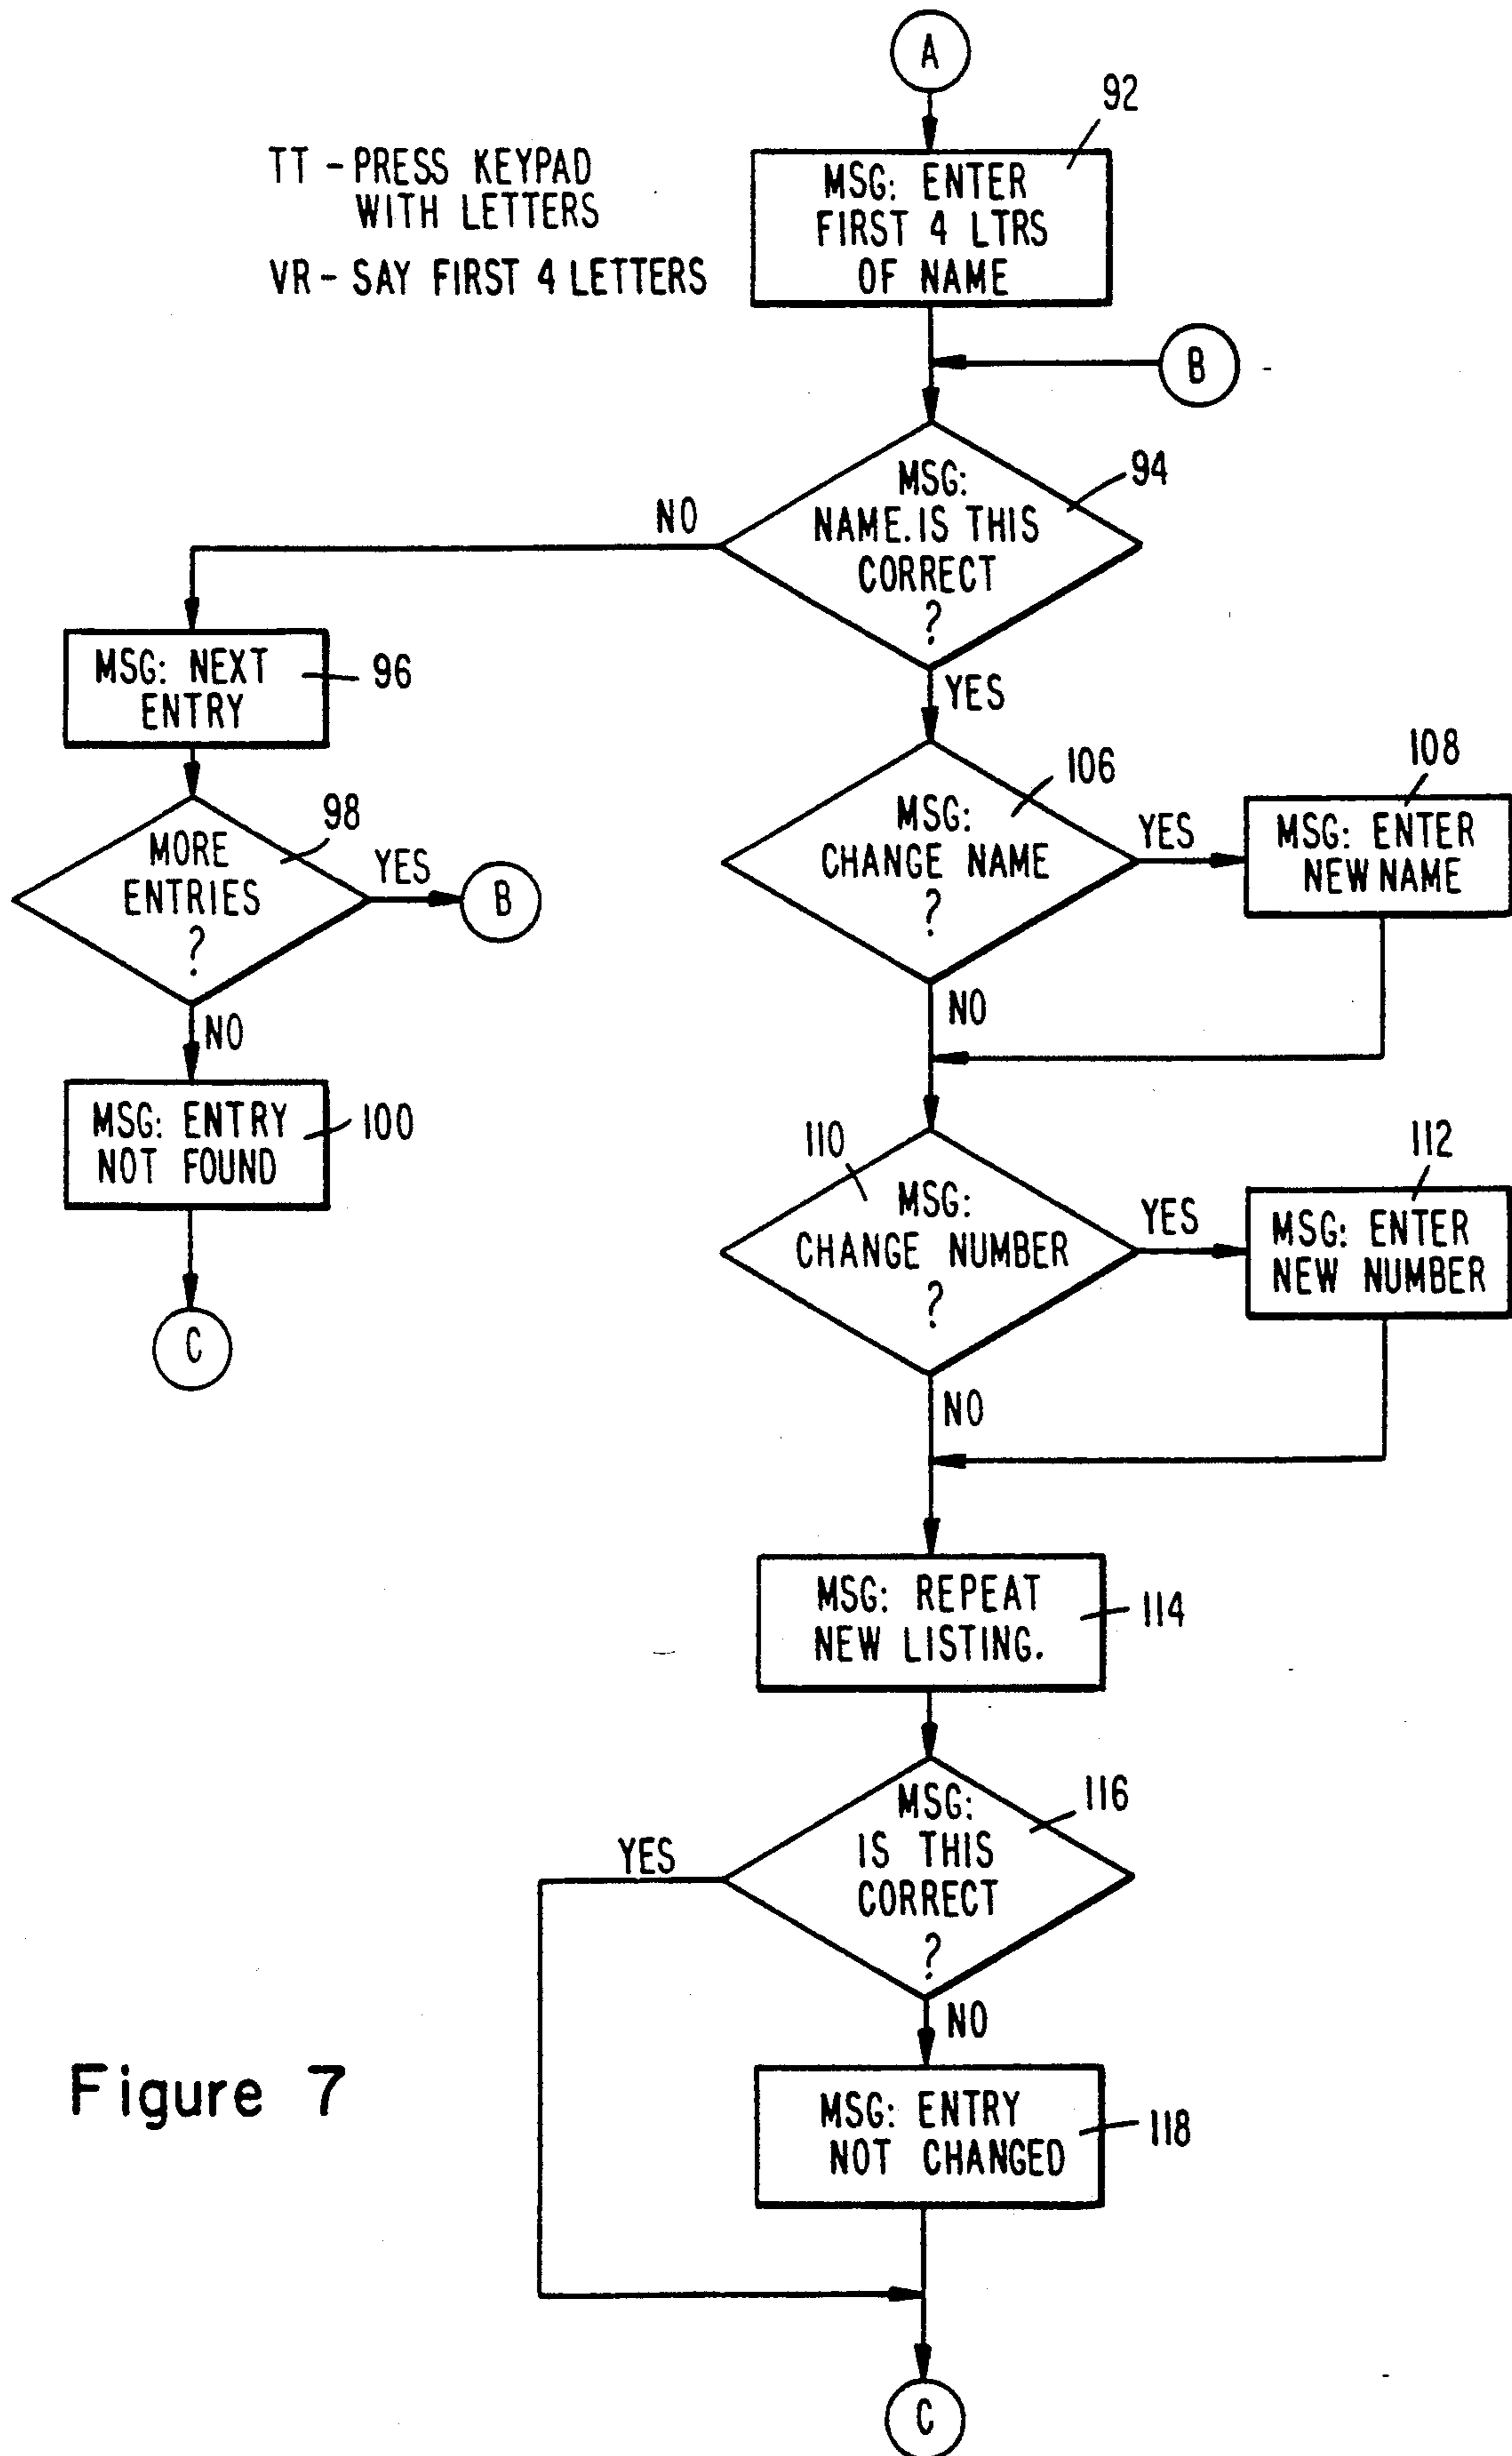 A
92
TT - PRESS KEYPAD
WITH LETTERS
VR - SAY FIRST 4 LETTERS
MSG: ENTER
FIRST 4 LTRS
OF NAME
B
94
MSG:
NAME. IS THIS
CORRECT
?
NO
YES
MSG: NEXT
ENTRY
96
98
MORE
ENTRIES
?
YES
B
NO
MSG: ENTRY
NOT FOUND
100
C
106
MSG:
CHANGE NAME
?
YES
108
MSG: ENTER
NEW NAME
NO
110
MSG:
CHANGE NUMBER
?
YES
112
MSG: ENTER
NEW NUMBER
NO
MSG: REPEAT
NEW LISTING.
114
116
MSG:
IS THIS
CORRECT
?
YES
NO
MSG: ENTRY
NOT CHANGED
118
C
Figure 7